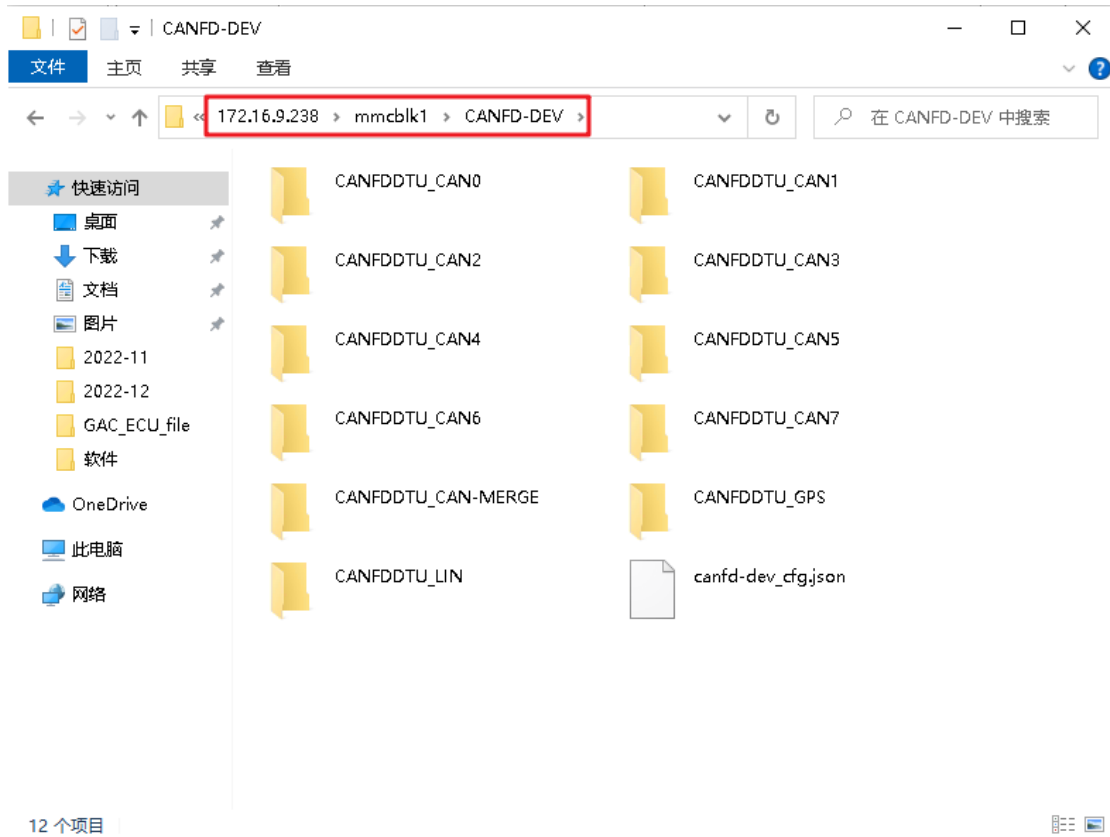 CANFD-DEV
文件 主页 共享 查看
« 172.16.9.238 › mmcblk1 › CANFD-DEV ›
在 CANFD-DEV 中搜索
快速访问
桌面
下载
文档
图片
2022-11
2022-12
GAC_ECU_file
软件
OneDrive
此电脑
网络
CANFDDTU_CAN0 CANFDDTU_CAN1
CANFDDTU_CAN2 CANFDDTU_CAN3
CANFDDTU_CAN4 CANFDDTU_CAN5
CANFDDTU_CAN6 CANFDDTU_CAN7
CANFDDTU_CAN-MERGE CANFDDTU_GPS
CANFDDTU_LIN canfd-dev_cfg.json
12 个项目